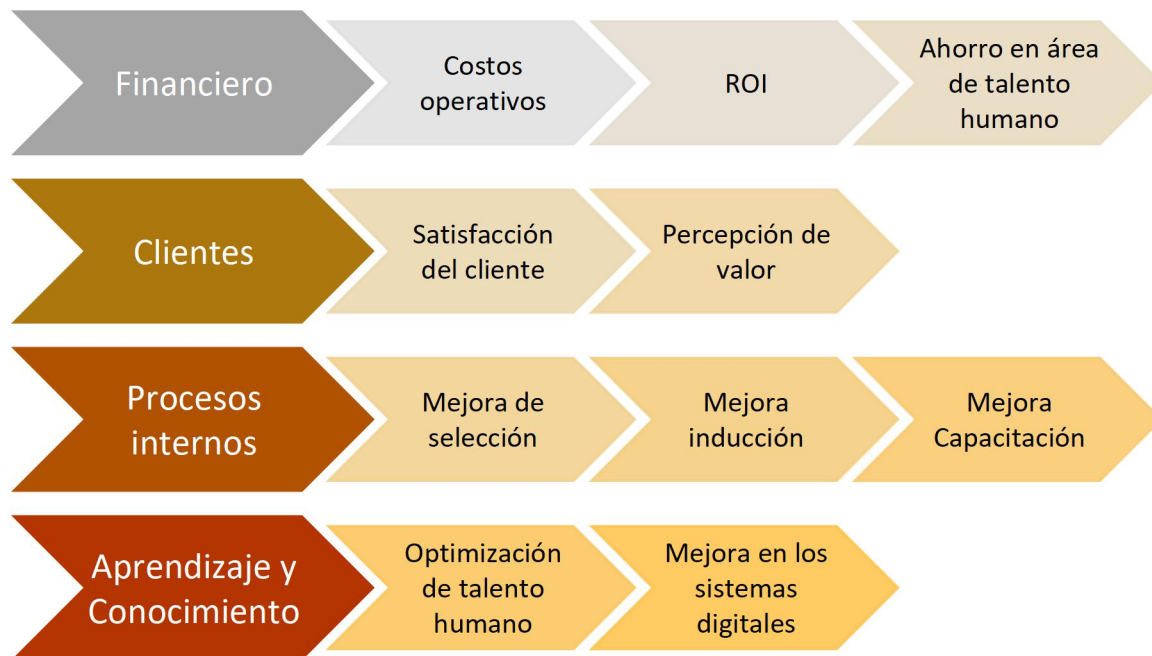 Financiero
Costos
operativos
ROI
Ahorro en área
de talento
humano
Clientes
Satisfacción
del cliente
Percepción de
valor
Procesos
internos
Mejora de
selección
Mejora
inducción
Mejora
Capacitación
Aprendizaje y
Conocimiento
Optimización
de talento
humano
Mejora en los
sistemas
digitales